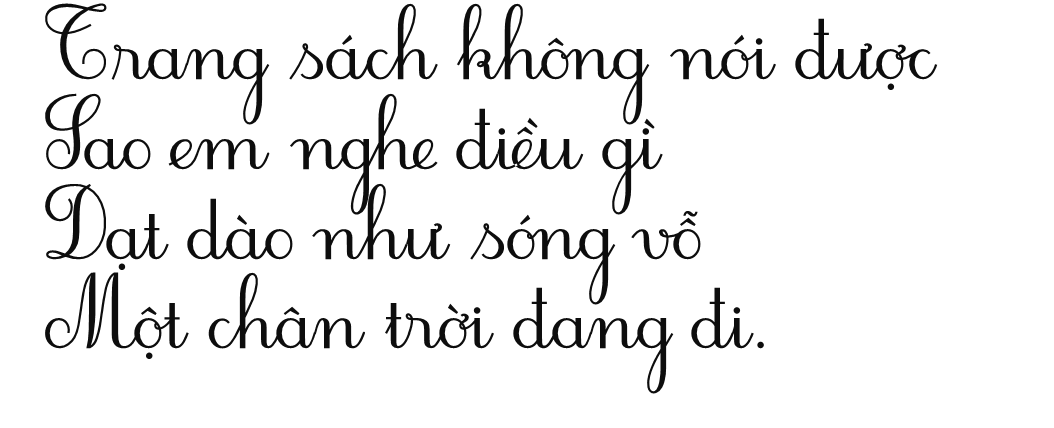 Trang sách không nói được
Sao em nghe điều gì
Dạt dào như sóng vỗ
Một chân trời đang đi.